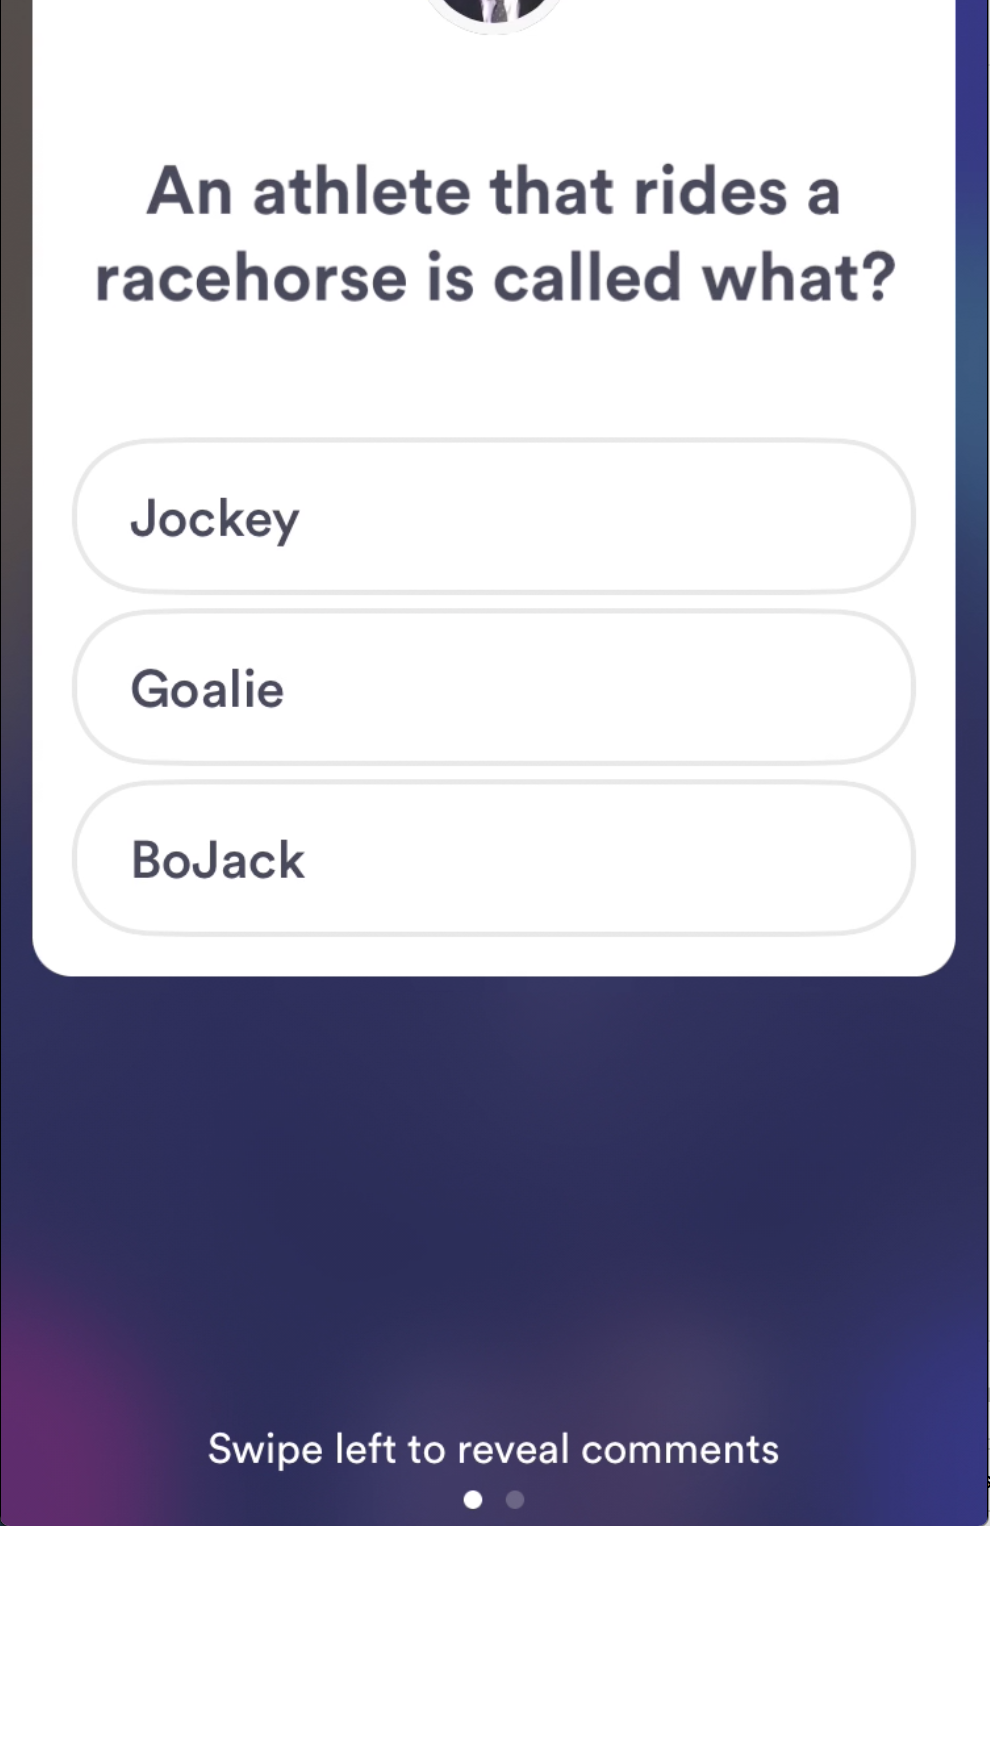 An athlete that rides a
racehorse is called what?
Jockey
Goalie
BoJack
Swipe left to reveal comments